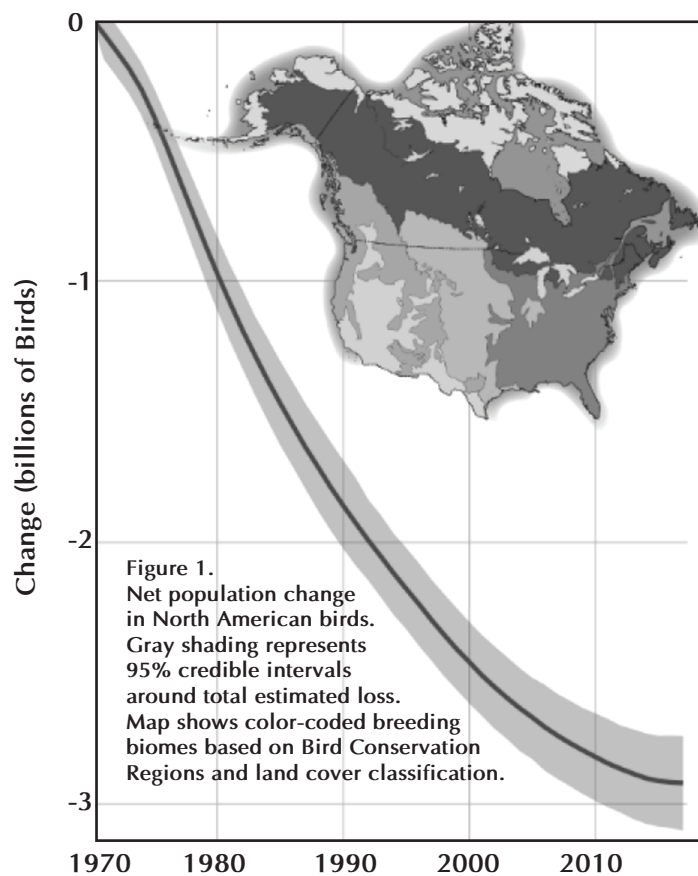 0
-1
-2
-3
Change (billions of Birds)
Figure 1.
Net population change
in North American birds.
Gray shading represents
95% credible intervals
around total estimated loss.
Map shows color-coded breeding
biomes based on Bird Conservation
Regions and land cover classification.
1970 1980 1990 2000 2010